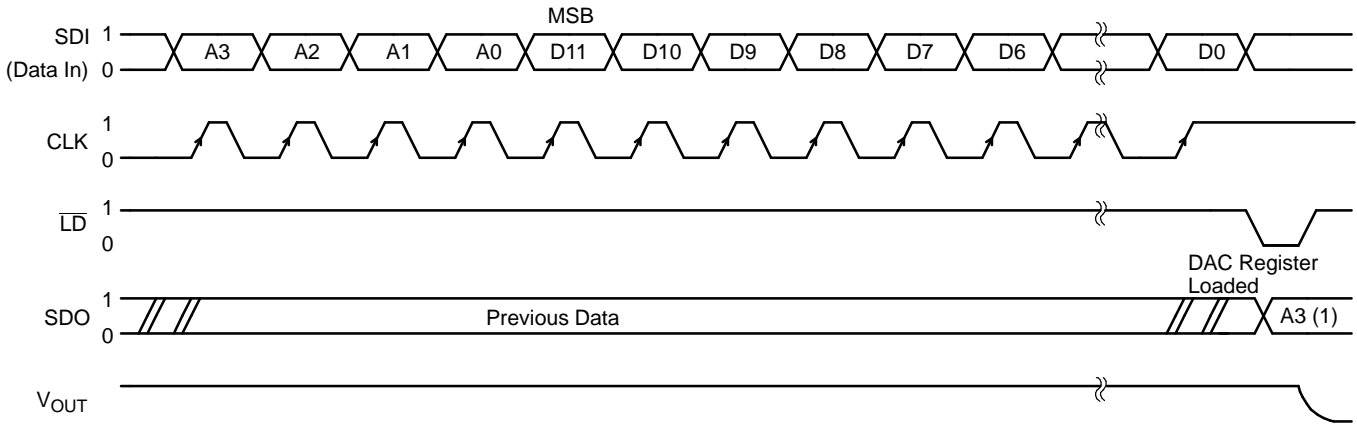 MSB
SDI 1 A3 A2 A1 A0 D11 D10 D9 D8 D7 D6 D0
(Data In) 0
CLK 1
0
LD 1
0
DAC Register
Loaded
SDO 1
0 Previous Data A3 (1)
VOUT